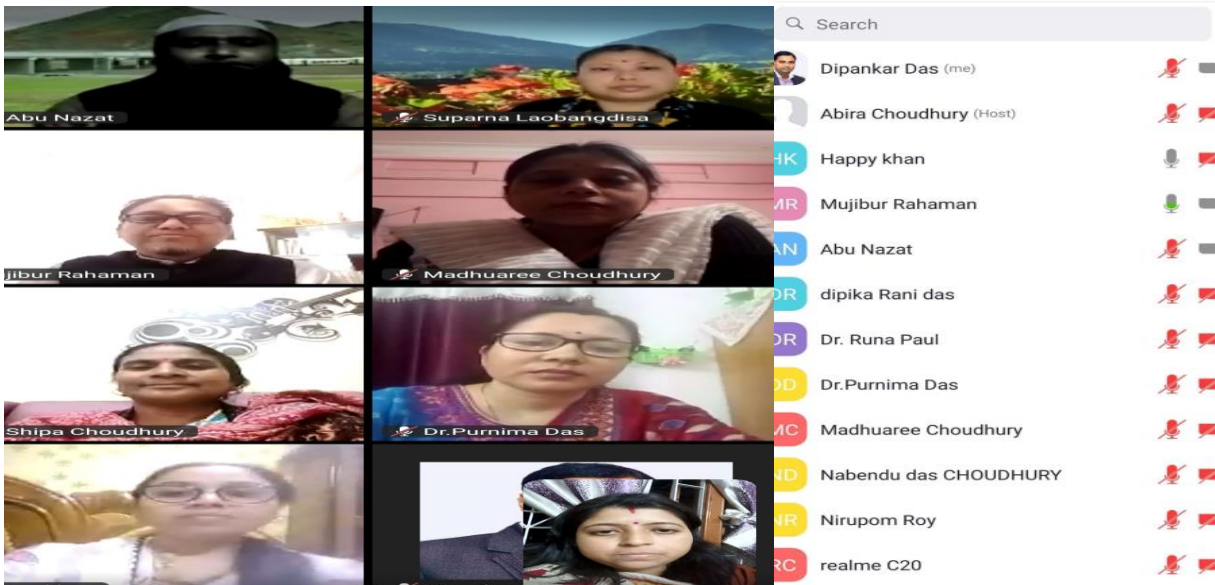 Abu Nazat
Suparna Laobangdisa
jibur Rahaman
Madhuaree Choudhury
Shipa Choudhury
Dr.Purnima Das
Search
Dipankar Das (me)
Abira Choudhury (Host)
HK Happy khan
MR Mujibur Rahaman
AN Abu Nazat
DR dipika Rani das
DR Dr. Runa Paul
DD Dr.Purnima Das
MC Madhuaree Choudhury
ND Nabendu das CHOUDHURY
NR Nirupom Roy
RC realme C20